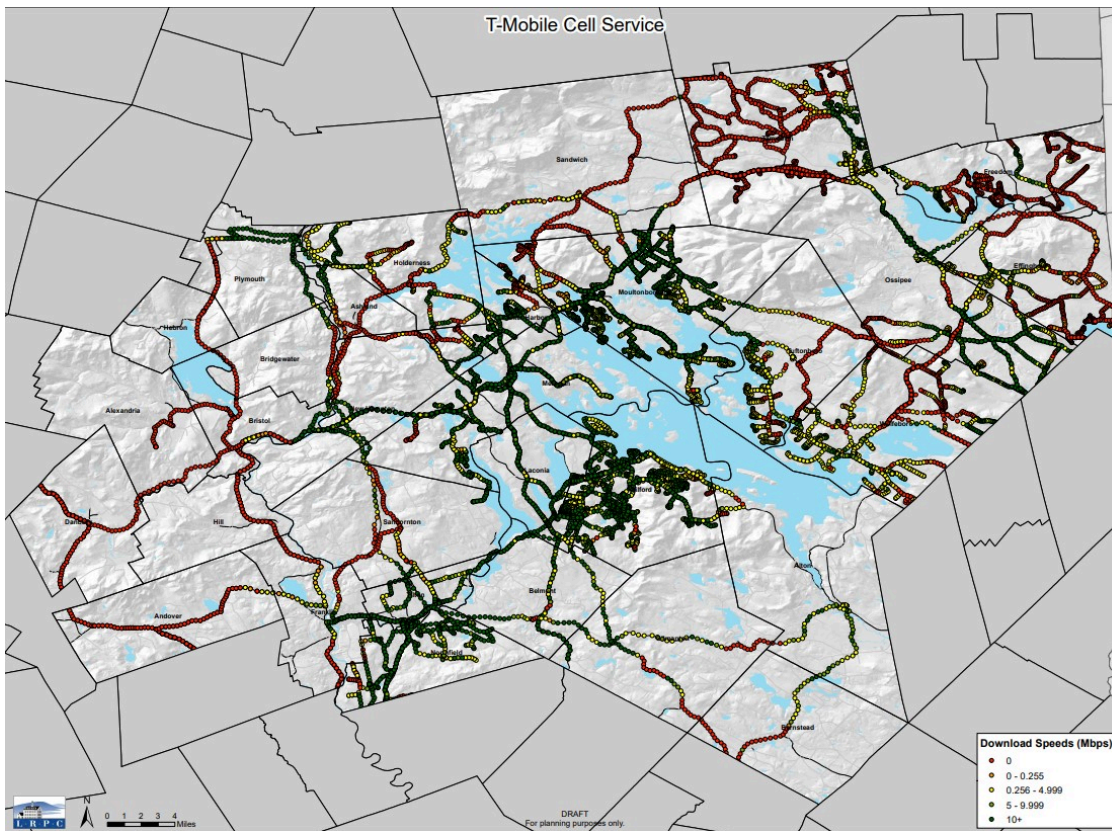 T-Mobile Cell Service
Sandwich
Freedom
Holderness
Plymouth
Effingham
Ossipee
Ashland
Hebron
Bridgewater
Tuftonboro
Alexandria
Bristol
Laconia
Gilford
Danbury
Hill
Sanbornton
Alton
Belmont
Andover
Franklin
Northfield
Barnstead
Download Speeds (Mbps)
0
0 - 0.255
0.256 - 4.999
5 - 9.999
10+
LRPC
N
0 1 2 3 4
Miles
DRAFT
For planning purposes only.